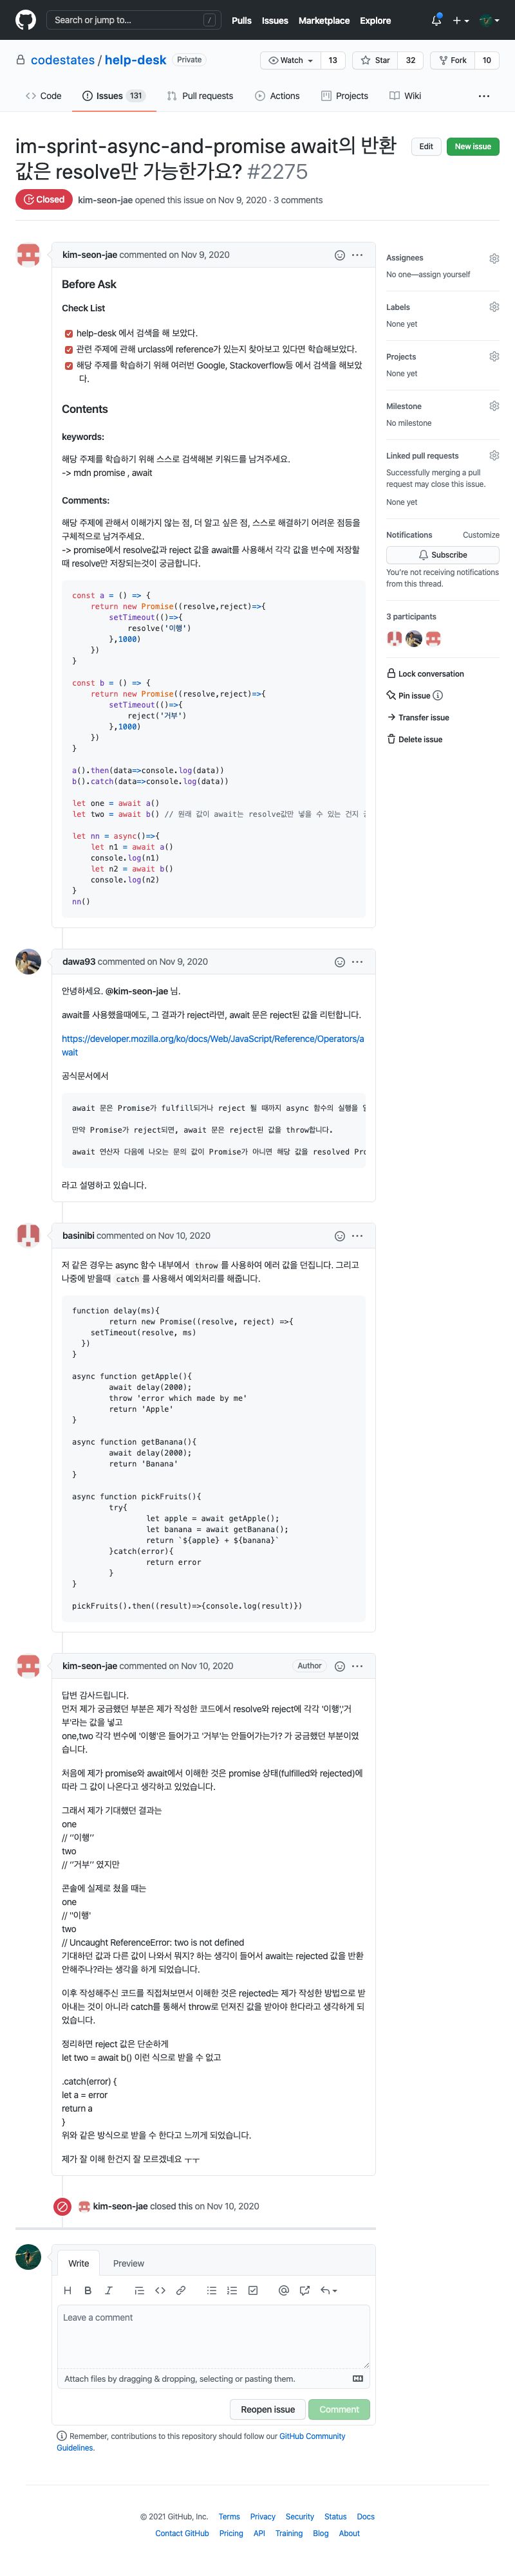 Search or jump to...
/
Pulls Issues Marketplace Explore
codestates / help-desk Private
Watch 13 Star 32 Fork 10
Code Issues 131 Pull requests Actions Projects Wiki
im-sprint-async-and-promise await의 반환
값은 resolve만 가능한가요? #2275
Edit New issue
Closed kim-seon-jae opened this issue on Nov 9, 2020 · 3 comments
kim-seon-jae commented on Nov 9, 2020
Before Ask
Check List
help-desk 에서 검색을 해 보았다.
관련 주제에 관해 urclass에 reference가 있는지 찾아보고 있다면 학습해보았다.
해당 주제를 학습하기 위해 여러번 Google, Stackoverflow등 에서 검색을 해보았
다.
Contents
keywords:
해당 주제를 학습하기 위해 스스로 검색해본 키워드를 남겨주세요.
-> mdn promise , await
Comments:
해당 주제에 관해서 이해가지 않는 점, 더 알고 싶은 점, 스스로 해결하기 어려운 점등을
구체적으로 남겨주세요.
-> promise에서 resolve값과 reject 값을 await를 사용해서 각각 값을 변수에 저장할
때 resolve만 저장되는것이 궁금합니다.
const a = () => {
return new Promise((resolve,reject)=>{
setTimeout(()=>{
resolve('이행')
},1000)
})
}
const b = () => {
return new Promise((resolve,reject)=>{
setTimeout(()=>{
reject('거부')
},1000)
})
}
a().then(data=>console.log(data))
b().catch(data=>console.log(data))
let one = await a()
let two = await b() // 원래 값이 await는 resolve값만 넣을 수 있는 건지
let nn = async()=>{
let n1 = await a()
console.log(n1)
let n2 = await b()
console.log(n2)
}
nn()
Assignees
No one—assign yourself
Labels
None yet
Projects
None yet
Milestone
No milestone
Linked pull requests
Successfully merging a pull
request may close this issue.
None yet
Notifications Customize
Subscribe
You're not receiving notifications
from this thread.
3 participants
Lock conversation
Pin issue
Transfer issue
Delete issue
dawa93 commented on Nov 9, 2020
안녕하세요. @kim-seon-jae 님.
await를 사용했을때에도, 그 결과가 reject라면, await 문은 reject된 값을 리턴합니다.
https://developer.mozilla.org/ko/docs/Web/JavaScript/Reference/Operators/a
wait
공식문서에서
await 문은 Promise가 fulfill되거나 reject 될 때까지 async 함수의 실행을
만약 Promise가 reject되면, await 문은 reject된 값을 throw합니다.
await 연산자 다음에 나오는 문의 값이 Promise가 아니면 해당 값을 resolved Pro
라고 설명하고 있습니다.
basinibi commented on Nov 10, 2020
저 같은 경우는 async 함수 내부에서 throw 를 사용하여 에러 값을 던집니다. 그리고
나중에 받을때 catch 를 사용해서 예외처리를 해줍니다.
function delay(ms){
return new Promise((resolve, reject) =>{
setTimeout(resolve, ms)
})
}
async function getApple(){
await delay(2000);
throw 'error which made by me'
return 'Apple'
}
async function getBanana(){
await delay(2000);
return 'Banana'
}
async function pickFruits(){
try{
let apple = await getApple();
let banana = await getBanana();
return `${apple} + ${banana}`
}catch(error){
return error
}
}
pickFruits().then((result)=>{console.log(result)})
kim-seon-jae commented on Nov 10, 2020 Author
답변 감사드립니다.
먼저 제가 궁금했던 부분은 제가 작성한 코드에서 resolve와 reject에 각각 '이행','거
부'라는 값을 넣고
one,two 각각 변수에 '이행'은 들어가고 '거부'는 안들어가는가? 가 궁금했던 부분이였
습니다.
처음에 제가 promise와 await에서 이해한 것은 promise 상태(fulfilled와 rejected)에
따라 그 값이 나온다고 생각하고 있었습니다.
그래서 제가 기대했던 결과는
one
// ''이행''
two
// ''거부'' 였지만
콘솔에 실제로 쳤을 때는
one
// ''이행'
two
// Uncaught ReferenceError: two is not defined
기대하던 값과 다른 값이 나와서 뭐지? 하는 생각이 들어서 await는 rejected 값을 반환
안해주나?라는 생각을 하게 되었습니다.
이후 작성해주신 코드를 직접쳐보면서 이해한 것은 rejected는 제가 작성한 방법으로 받
아내는 것이 아니라 catch를 통해서 throw로 던져진 값을 받아야 한다라고 생각하게 되
었습니다.
정리하면 reject 값은 단순하게
let two = await b() 이런 식으로 받을 수 없고
.catch(error) {
let a = error
return a
}
위와 같은 방식으로 받을 수 한다고 느끼게 되었습니다.
제가 잘 이해 한건지 잘 모르겠네요 ㅜㅜ
kim-seon-jae closed this on Nov 10, 2020
Write Preview
Leave a comment
Attach files by dragging & dropping, selecting or pasting them.
Reopen issue Comment
Remember, contributions to this repository should follow our GitHub Community
Guidelines.
© 2021 GitHub, Inc. Terms Privacy Security Status Docs
Contact GitHub Pricing API Training Blog About